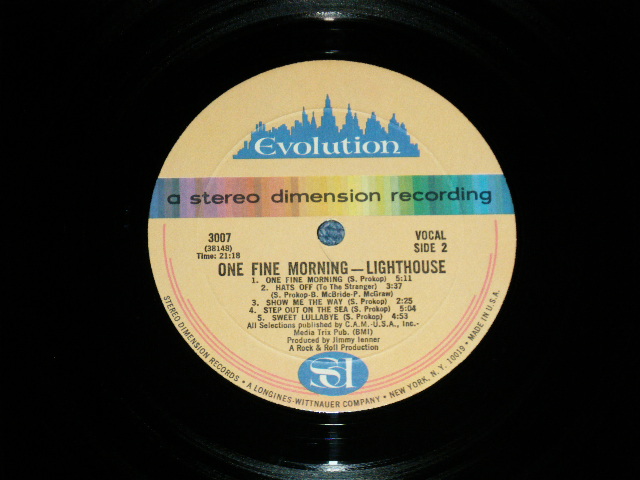 Evolution
a stereo dimension recording
3007
(38148)
Time: 21:18
VOCAL
SIDE 2
ONE FINE MORNING—LIGHTHOUSE
1. ONE FINE MORNING (S. Prokop) 5:11
2. HATS OFF (To The Stranger) 3:37
(S. Prokop-B. McBride-P. McGraw)
3. SHOW ME THE WAY (S. Prokop) 2:25
4. STEP OUT ON THE SEA (S. Prokop) 5:04
5. SWEET LULLABYE (S. Prokop) 4:53
All Selections published by C.A.M.-U.S.A., Inc.-
Media Trix Pub. (BMI)
Produced by Jimmy Ienner
A Rock & Roll Production
SD
STEREO DIMENSION RECORDS • A LONGINES-WITTNAUER COMPANY • NEW YORK, N. Y. 10019 • MADE IN U.S.A.